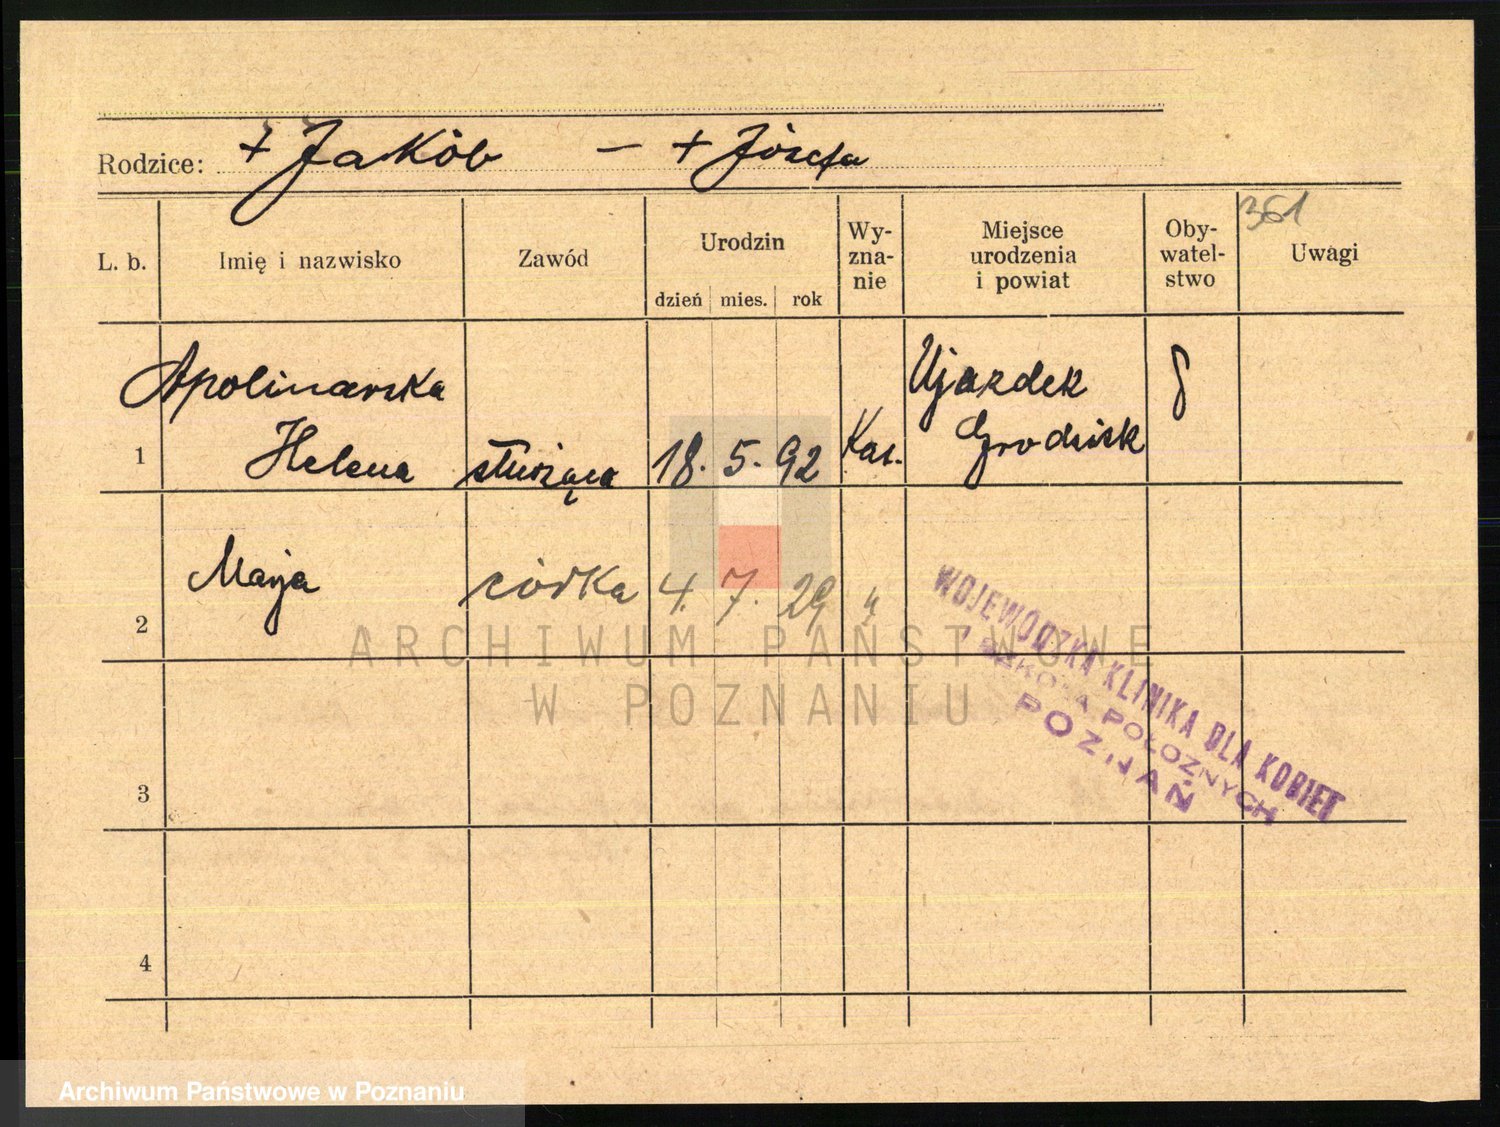 Rodzice: + Jakób — + Józefa
361
L. b.
Imię i nazwisko
Zawód
Urodzin
dzień mies. rok
Wy-
zna-
nie
Miejsce
urodzenia
i powiat
Oby-
watel-
stwo
Uwagi
Apolinarska
1 Helena służąca 18. 5. 92 Kat. Ujazdek
Grodzisk
Marja córka 4. 7. 29 "
2
3
4
WOJEWÓDZKA KLINIKA DLA KOBIET
I SZKOŁA POŁOŻNYCH
POZNAŃ
ARCHIWUM PAŃSTWOWE
W POZNANIU
Archiwum Państwowe w Poznaniu